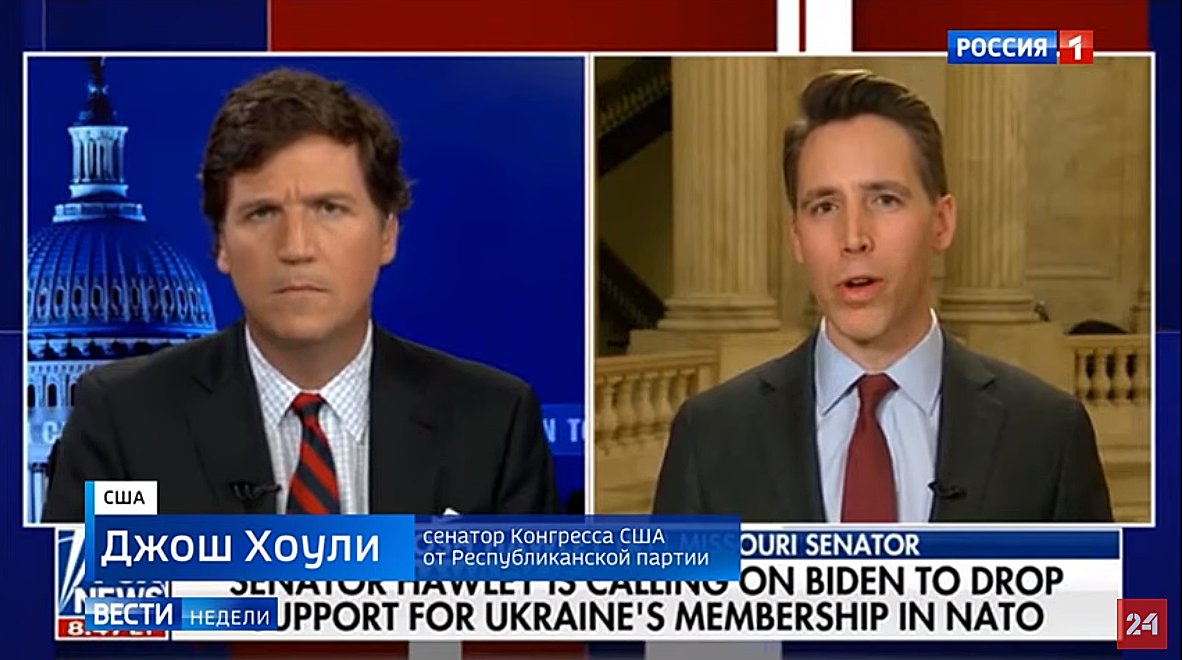 РОССИЯ 1
США
Джош Хоули
сенатор Конгресса США
от Республиканской партии
MISSOURI SENATOR
SENATOR HAWLEY IS CALLING ON BIDEN TO DROP
SUPPORT FOR UKRAINE'S MEMBERSHIP IN NATO
NEWS
ВЕСТИ НЕДЕЛИ
24